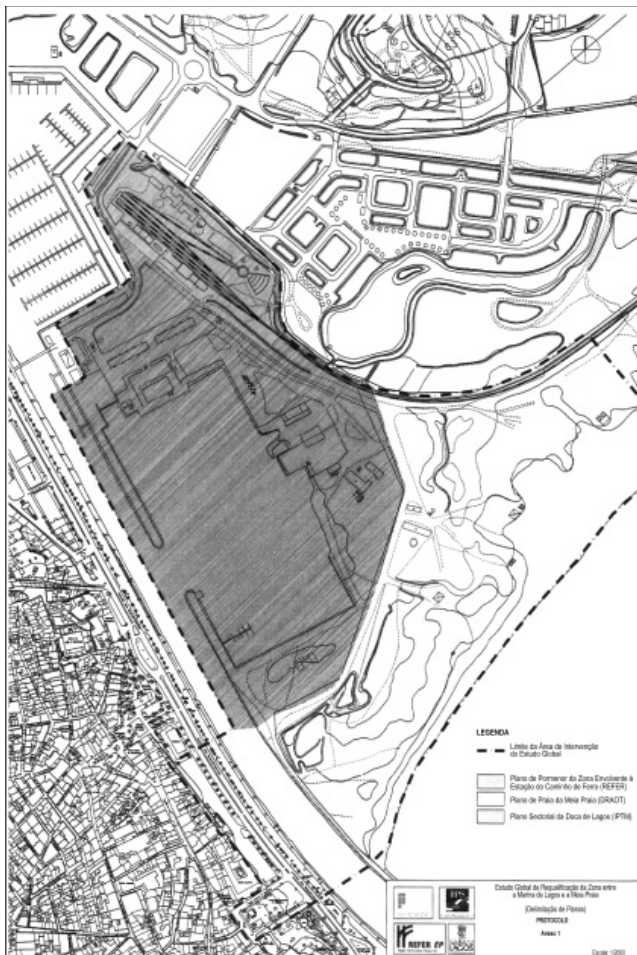 LEGENDA
Limite da Área de Intervenção
do Estudo Global
Plano de Pormenor da Zona Envolvente à
Estação do Caminho de Ferro (REFER)
Plano de Praia da Meia Praia (DRAOT)
Plano Sectorial da Doca de Lagos (IPTM)
Estudo Global de Requalificação da Zona entre
a Marina de Lagos e a Meia Praia
(Delimitação de Planos)
PROTOCOLO
Anexo 1
REFER EP